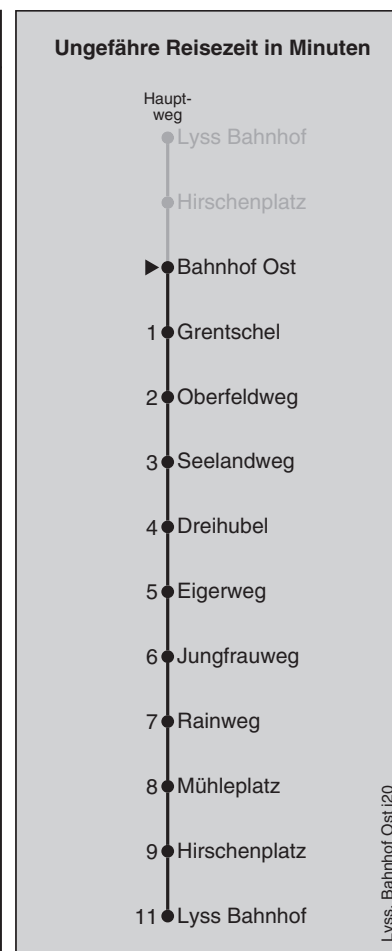 Ungefähre Reisezeit in Minuten
Haupt-
weg
Lyss Bahnhof
Hirschenplatz
Bahnhof Ost
1 Grentschel
2 Oberfeldweg
3 Seelandweg
4 Dreihubel
5 Eigerweg
6 Jungfrauweg
7 Rainweg
8 Mühleplatz
9 Hirschenplatz
11 Lyss Bahnhof
Lyss, Bahnhof Ost j20